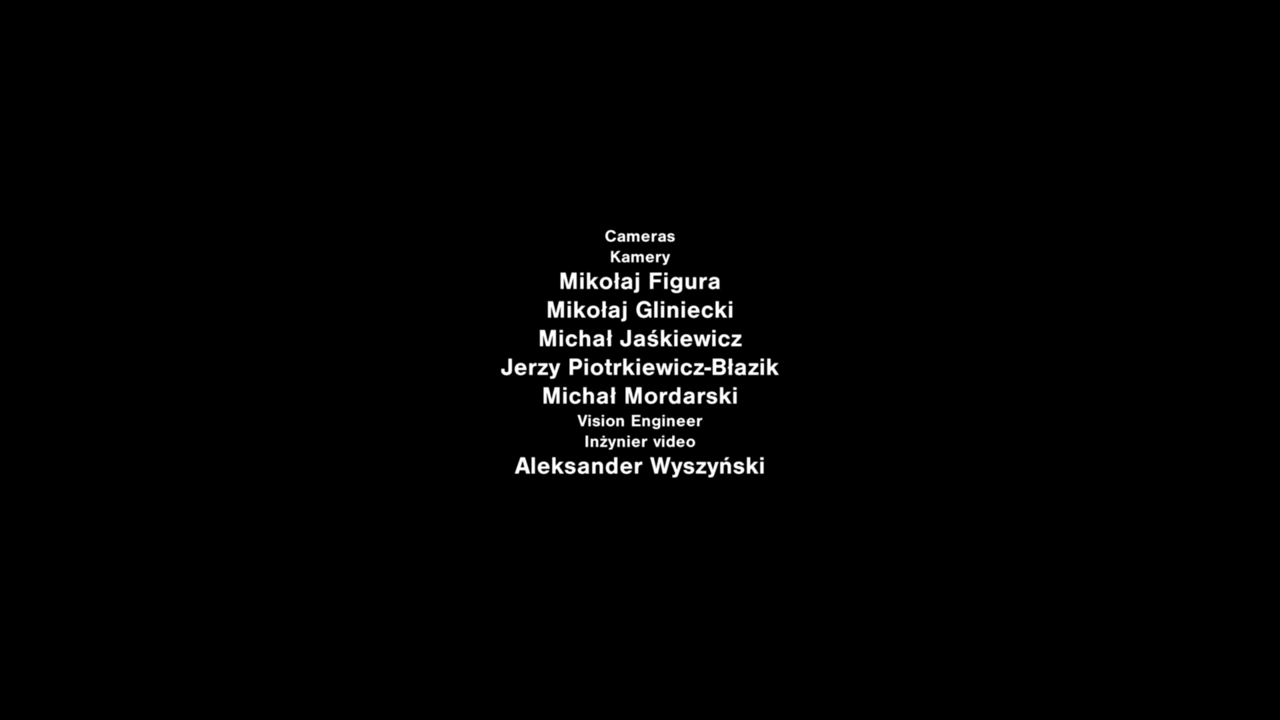 Cameras
Kamery
Mikołaj Figura
Mikołaj Gliniecki
Michał Jaśkiewicz
Jerzy Piotrkiewicz-Błazik
Michał Mordarski
Vision Engineer
Inżynier video
Aleksander Wyszyński